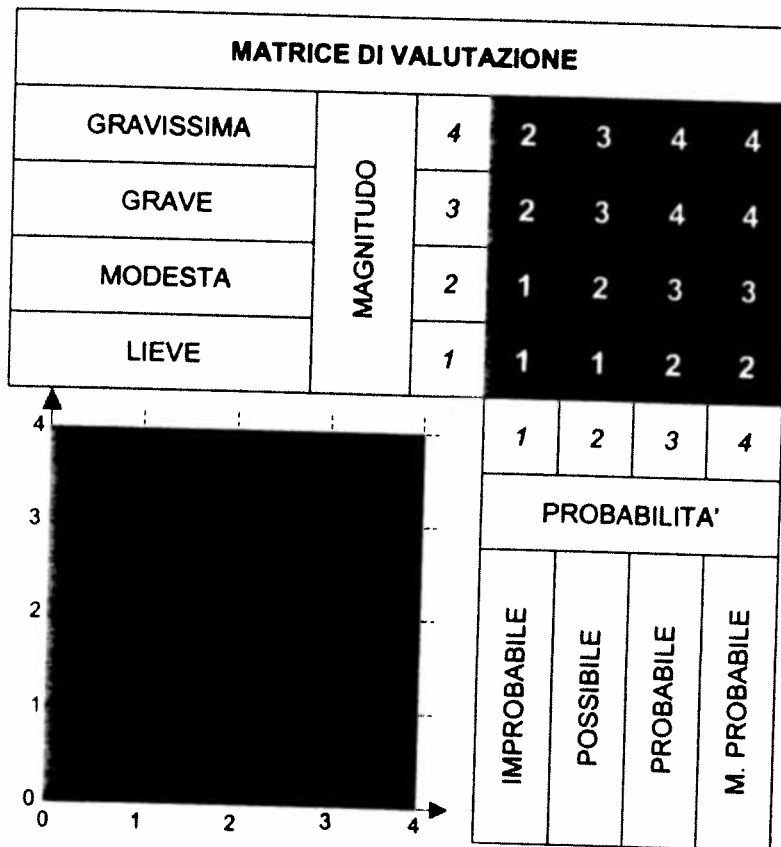 MATRICE DI VALUTAZIONE
GRAVISSIMA 4 2 3 4 4
GRAVE 3 2 3 4 4
MAGNITUDO
MODESTA 2 1 2 3 3
LIEVE 1 1 1 2 2
1 2 3 4
PROBABILITA'
IMPROBABILE
POSSIBILE
PROBABILE
M. PROBABILE
4
3
2
1
0
0 1 2 3 4